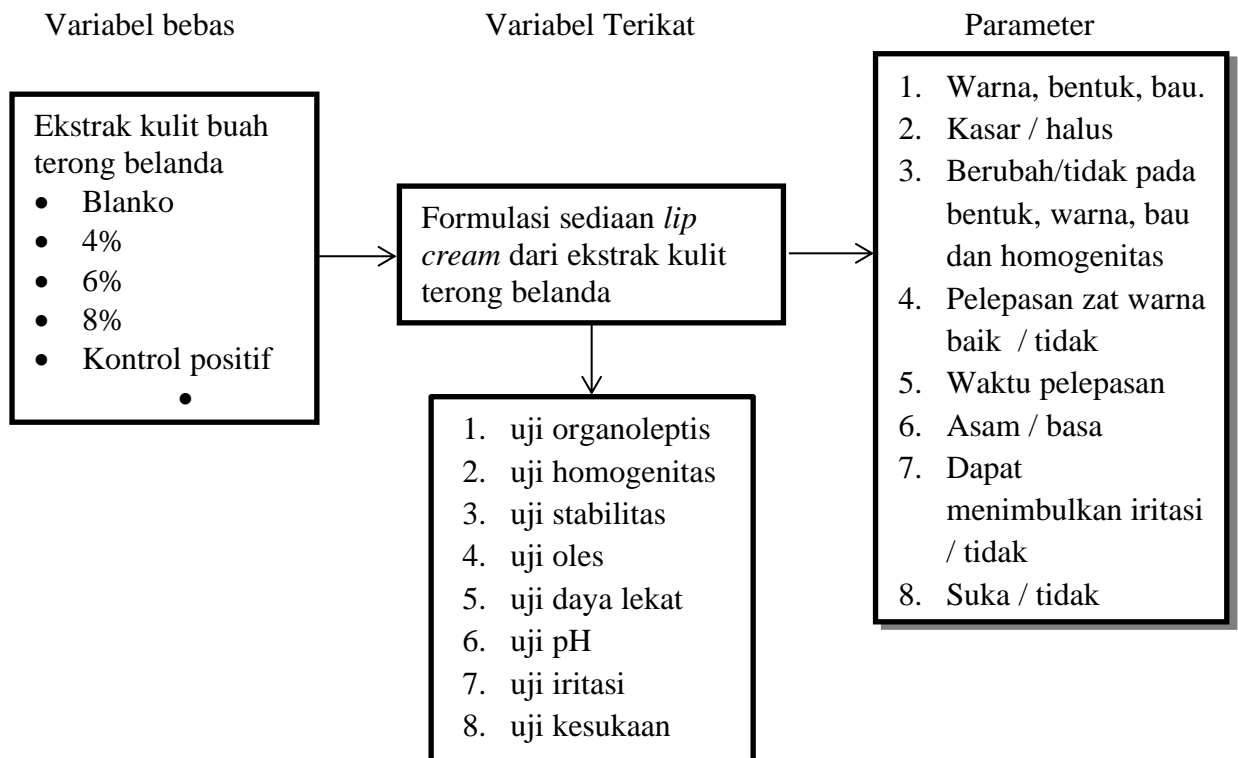 Variabel bebas
Variabel Terikat
Parameter
Ekstrak kulit buah
terong belanda
• Blanko
• 4%
• 6%
• 8%
• Kontrol positif
•
Formulasi sediaan lip
cream dari ekstrak kulit
terong belanda
1. uji organoleptis
2. uji homogenitas
3. uji stabilitas
4. uji oles
5. uji daya lekat
6. uji pH
7. uji iritasi
8. uji kesukaan
1. Warna, bentuk, bau.
2. Kasar / halus
3. Berubah/tidak pada
bentuk, warna, bau
dan homogenitas
4. Pelepasan zat warna
baik / tidak
5. Waktu pelepasan
6. Asam / basa
7. Dapat
menimbulkan iritasi
/ tidak
8. Suka / tidak